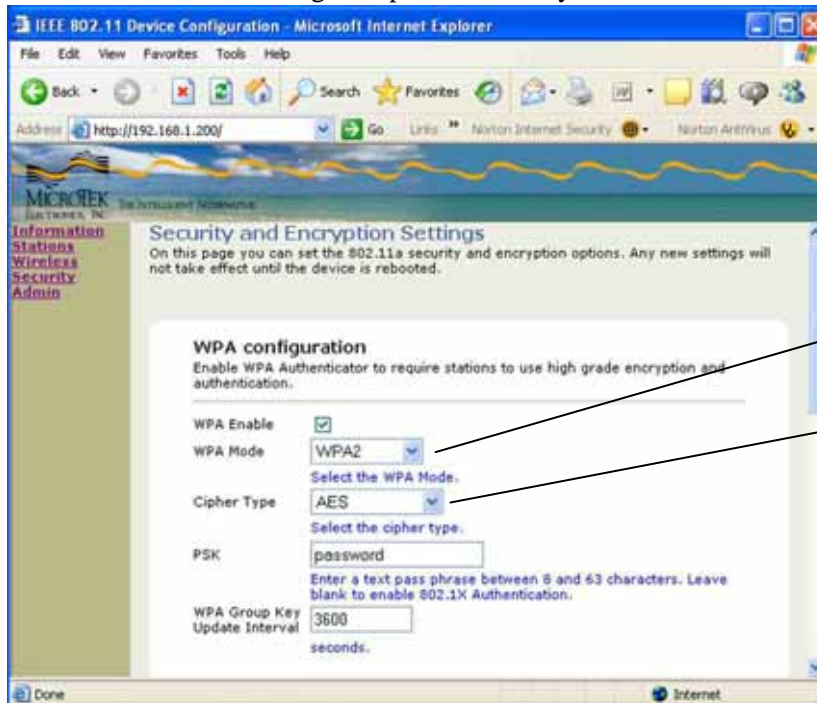 IEEE 802.11 Device Configuration - Microsoft Internet Explorer
File Edit View Favorites Tools Help
Back Search Favorites
Address http://192.168.1.200/ Go Links » Norton Internet Security Norton AntiVirus
MICROTEK
ELECTRONICS, INC.
Information
Stations
Wireless
Security
Admin
Security and Encryption Settings
On this page you can set the 802.11a security and encryption options. Any new settings will
not take effect until the device is rebooted.
WPA configuration
Enable WPA Authenticator to require stations to use high grade encryption and
authentication.
WPA Enable
WPA Mode WPA2
Select the WPA Mode.
Cipher Type AES
Select the cipher type.
PSK password
Enter a text pass phrase between 8 and 63 characters. Leave
blank to enable 802.1X Authentication.
WPA Group Key
Update Interval 3600
seconds.
Done Internet